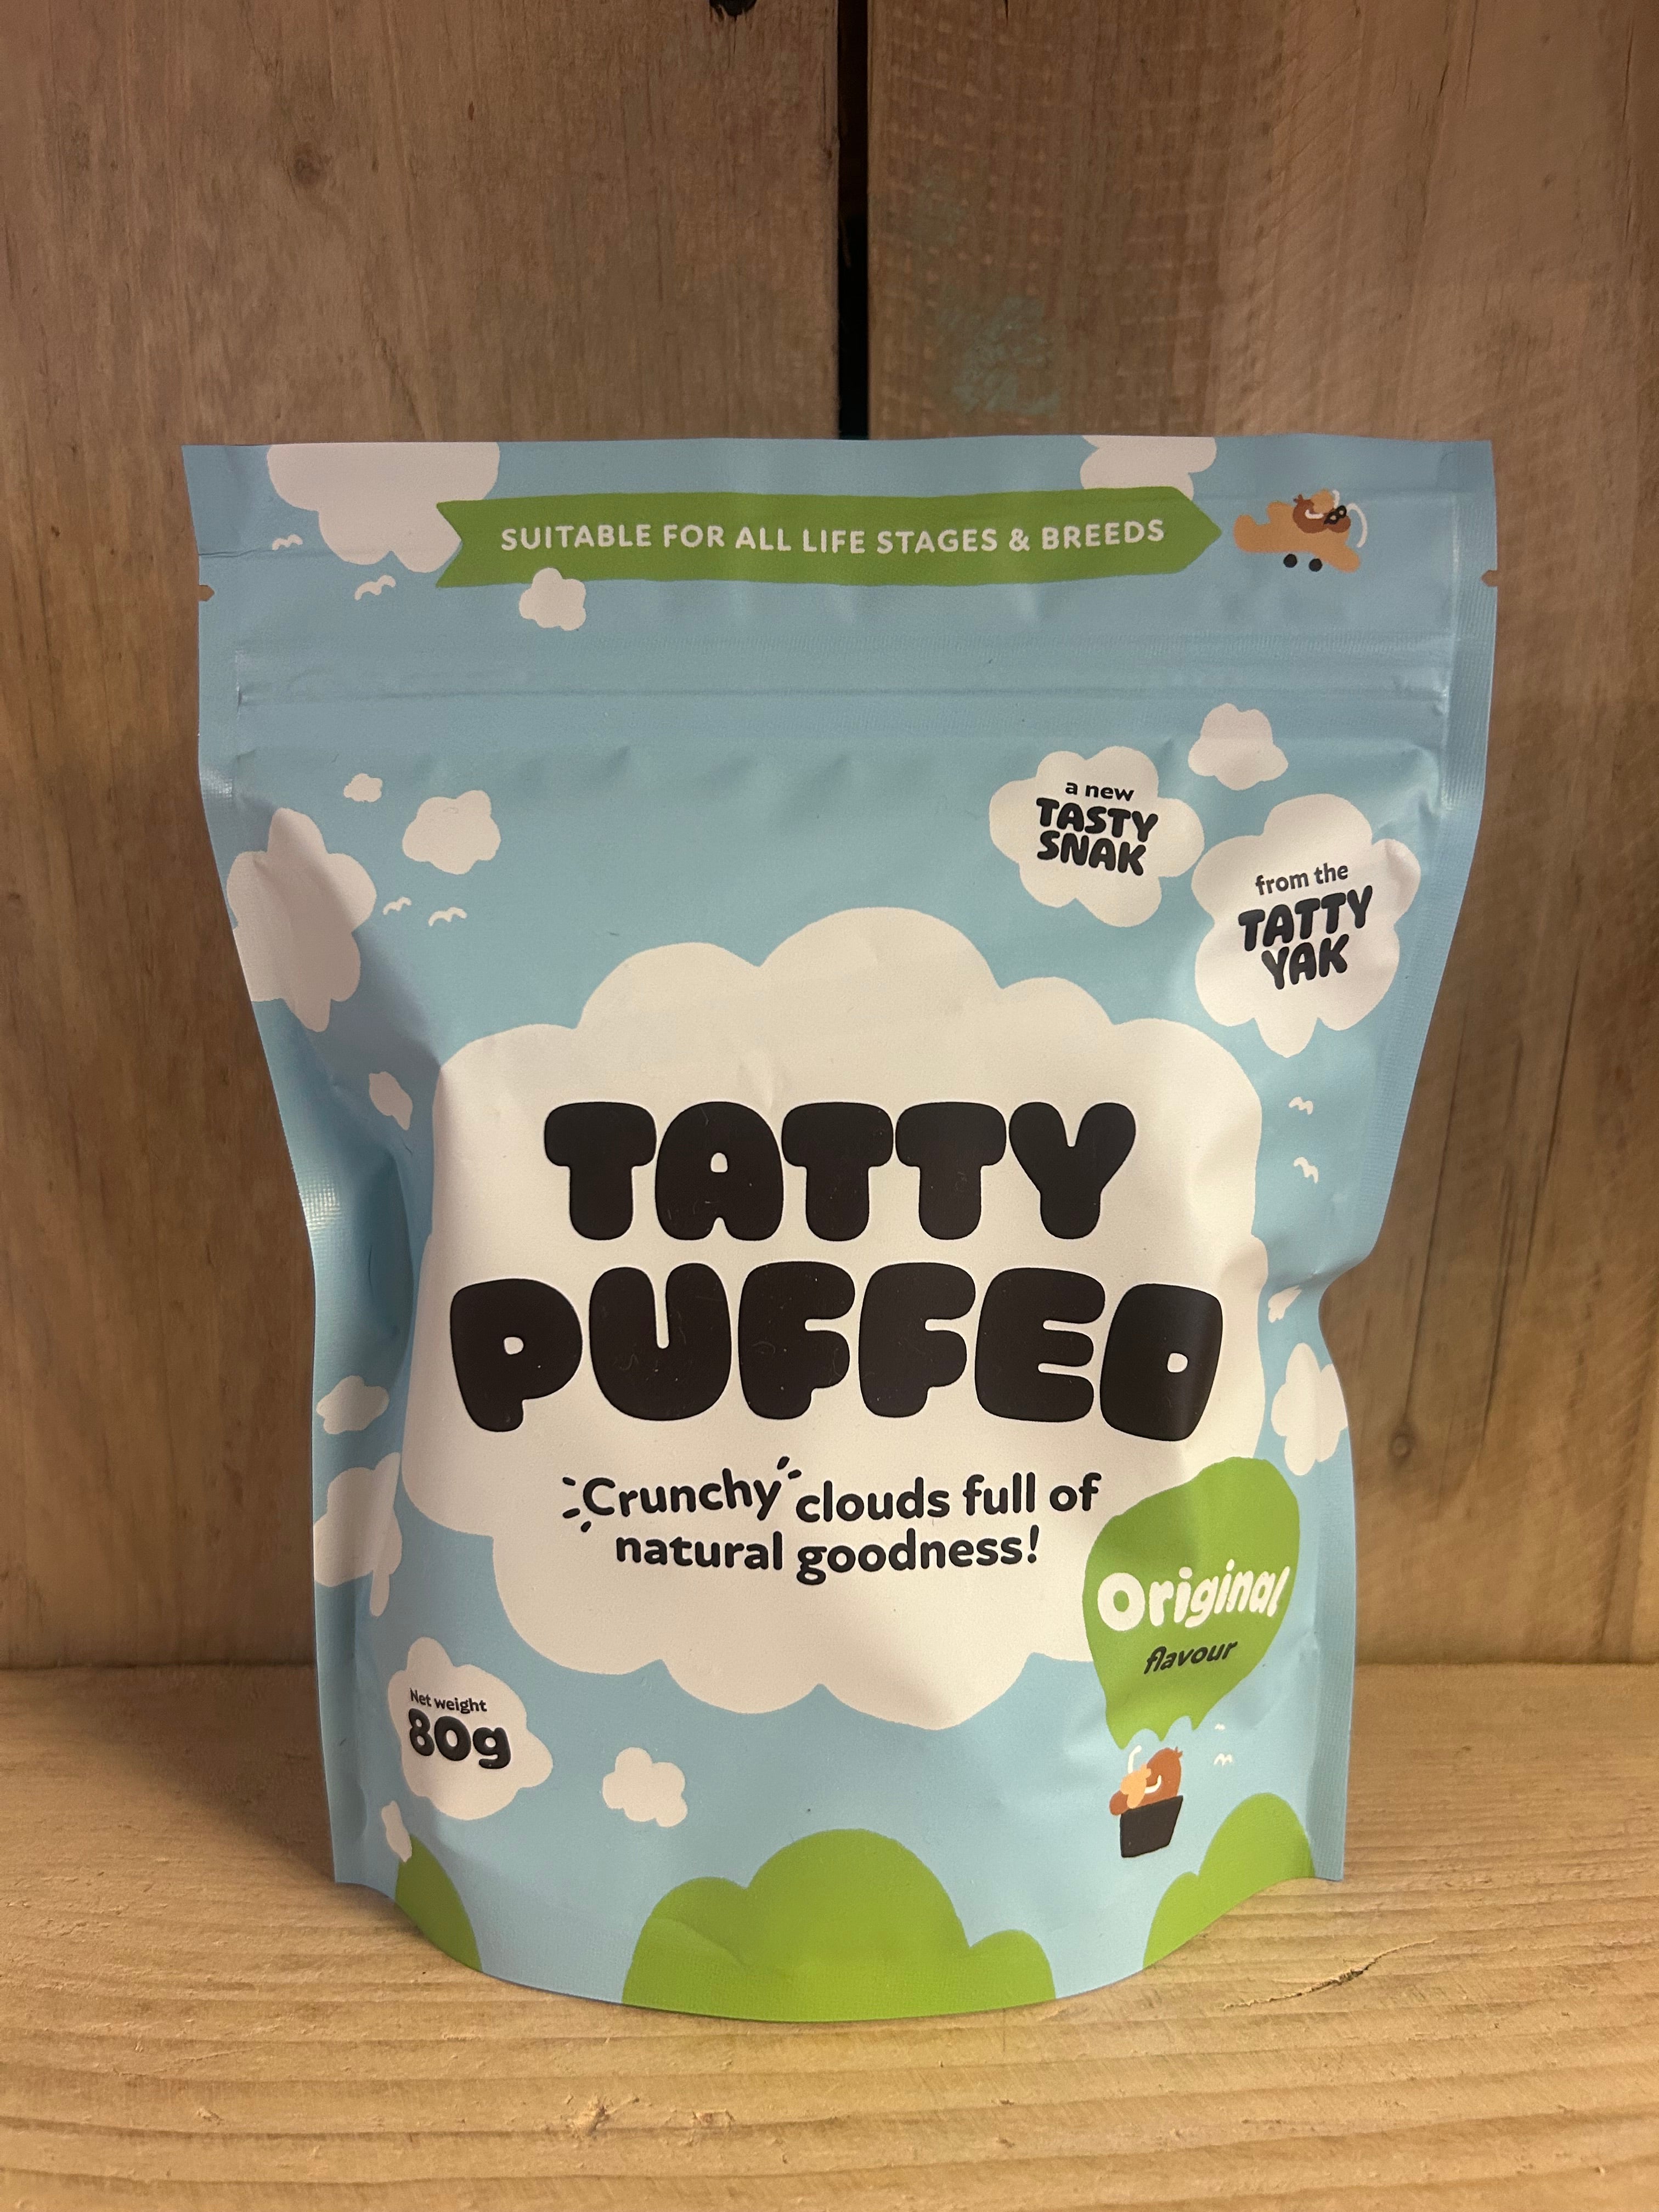 SUITABLE FOR ALL LIFE STAGES & BREEDS
a new
TASTY
SNAK
from the
TATTY
YAK
TATTY
PUFFED
Crunchy clouds full of
natural goodness!
Original
flavour
Net weight
80g